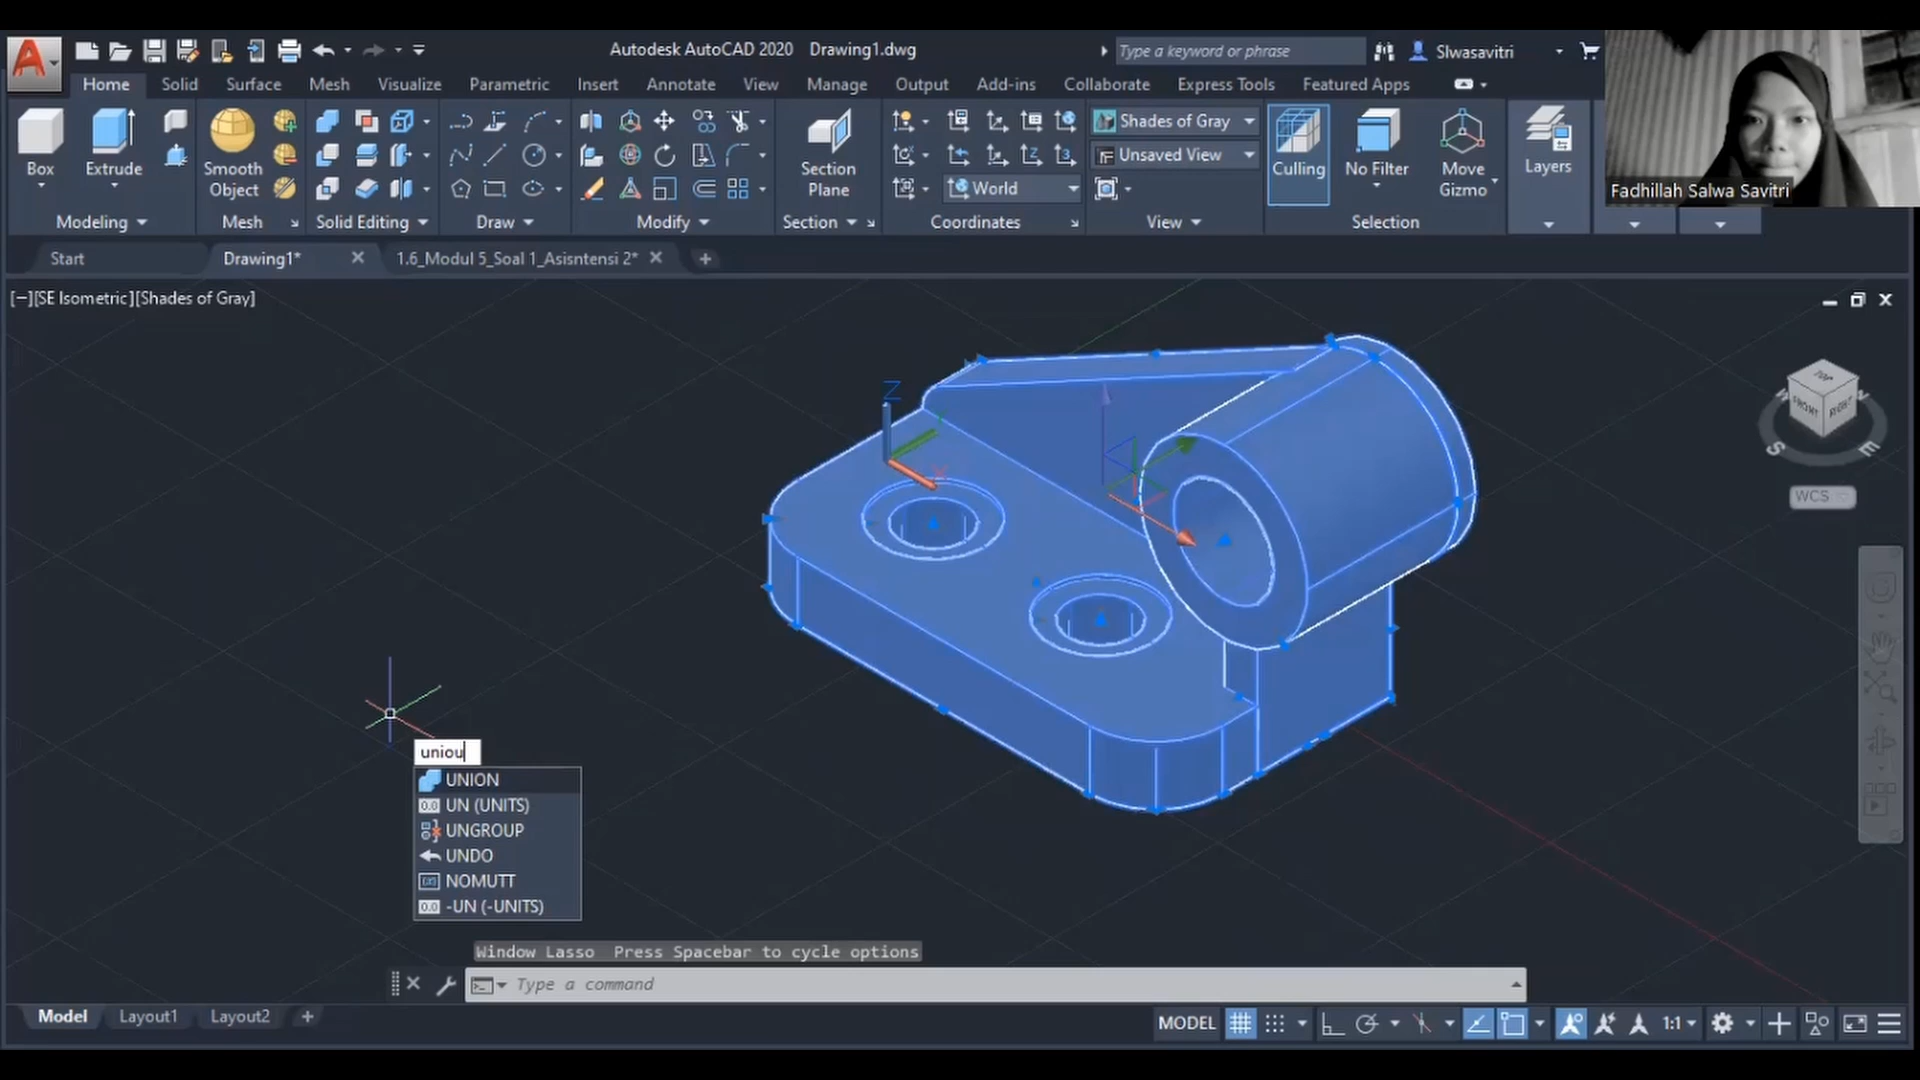 Autodesk AutoCAD 2020 Drawing1.dwg
Type a keyword or phrase
Slwasavitri
Home Solid Surface Mesh Visualize Parametric Insert Annotate View Manage Output Add-ins Collaborate Express Tools Featured Apps
Box
Extrude
Smooth
Object
Section
Plane
World
Shades of Gray
Unsaved View
Culling
No Filter
Move
Gizmo
Layers
Modeling
Mesh
Solid Editing
Draw
Modify
Section
Coordinates
View
Selection
Fadhillah Salwa Savitri
Start
Drawing1*
1.6_Modul 5_Soal 1_Asisntensi 2*
[−][SE Isometric][Shades of Gray]
TOP
FRONT
RIGHT
S
E
WCS
Z
X
uniou
UNION
UN (UNITS)
UNGROUP
UNDO
NOMUTT
-UN (-UNITS)
Window Lasso Press Spacebar to cycle options
Type a command
Model Layout1 Layout2
MODEL
1:1